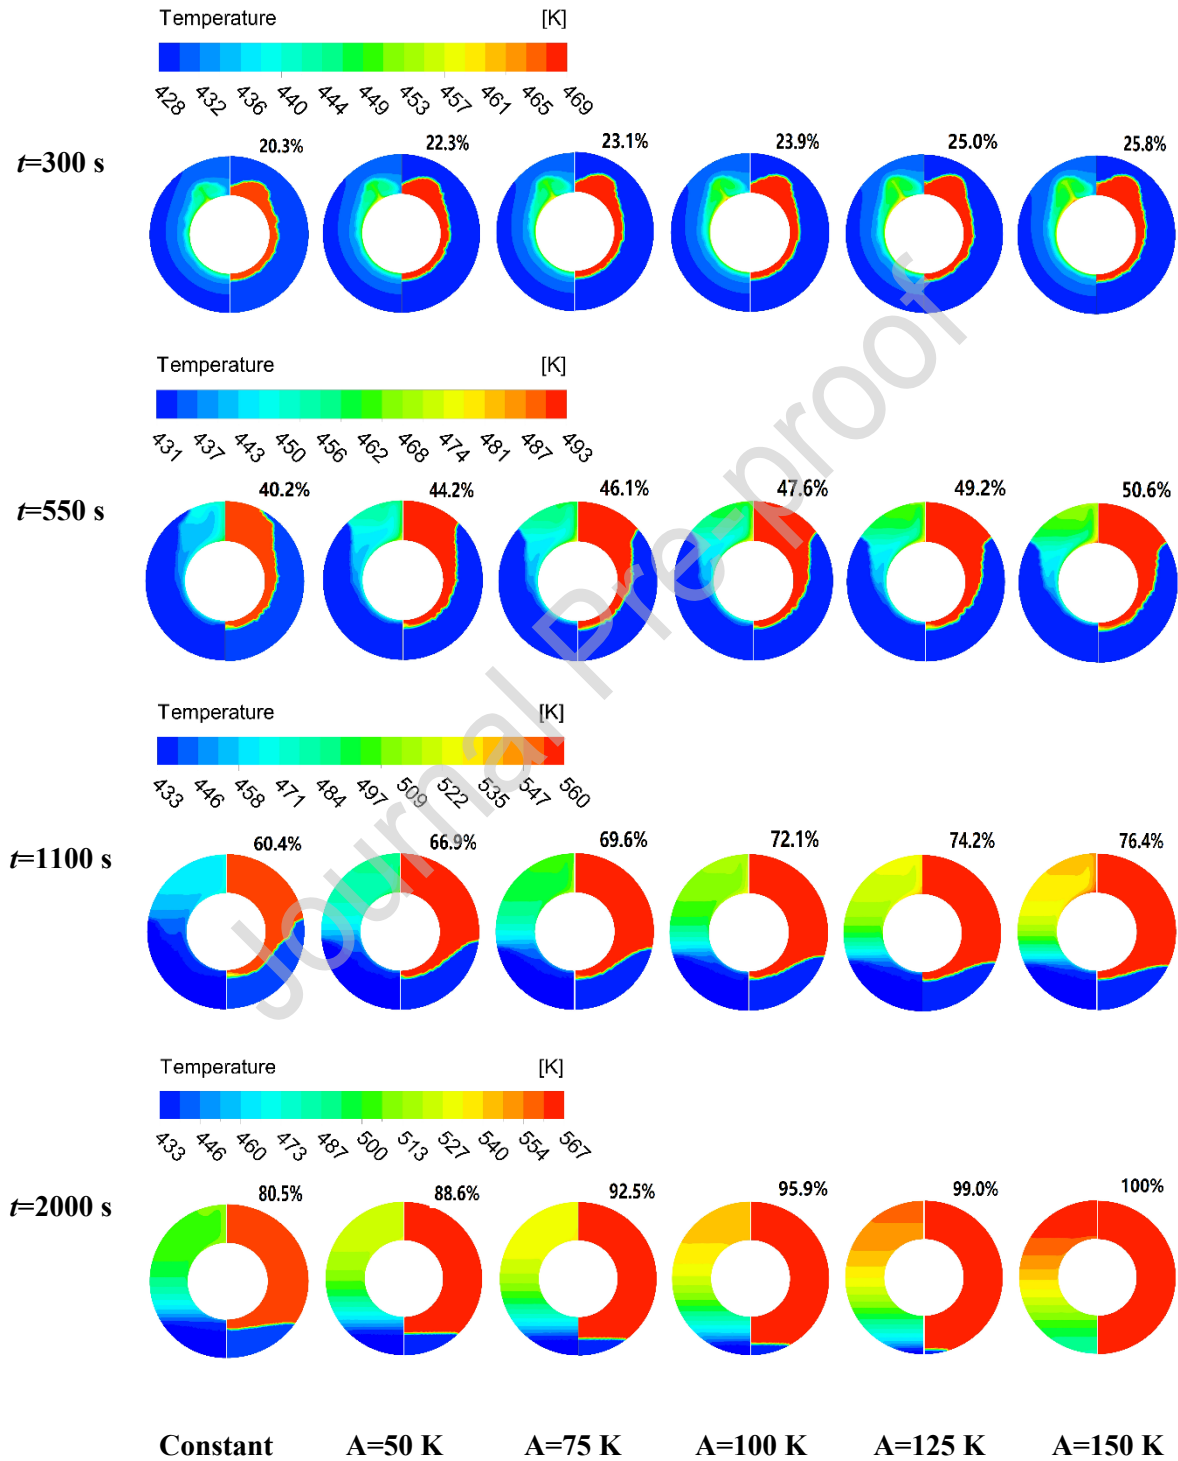 Temperature [K]
428 432 436 440 444 449 453 457 461 465 469
t=300 s
20.3% 22.3% 23.1% 23.9% 25.0% 25.8%
Temperature [K]
431 437 443 450 456 462 468 474 481 487 493
t=550 s
40.2% 44.2% 46.1% 47.6% 49.2% 50.6%
Temperature [K]
433 446 458 471 484 497 509 522 535 547 560
t=1100 s
60.4% 66.9% 69.6% 72.1% 74.2% 76.4%
Temperature [K]
433 446 460 473 487 500 513 527 540 554 567
t=2000 s
80.5% 88.6% 92.5% 95.9% 99.0% 100%
Constant A=50 K A=75 K A=100 K A=125 K A=150 K
Journal Pre-proof